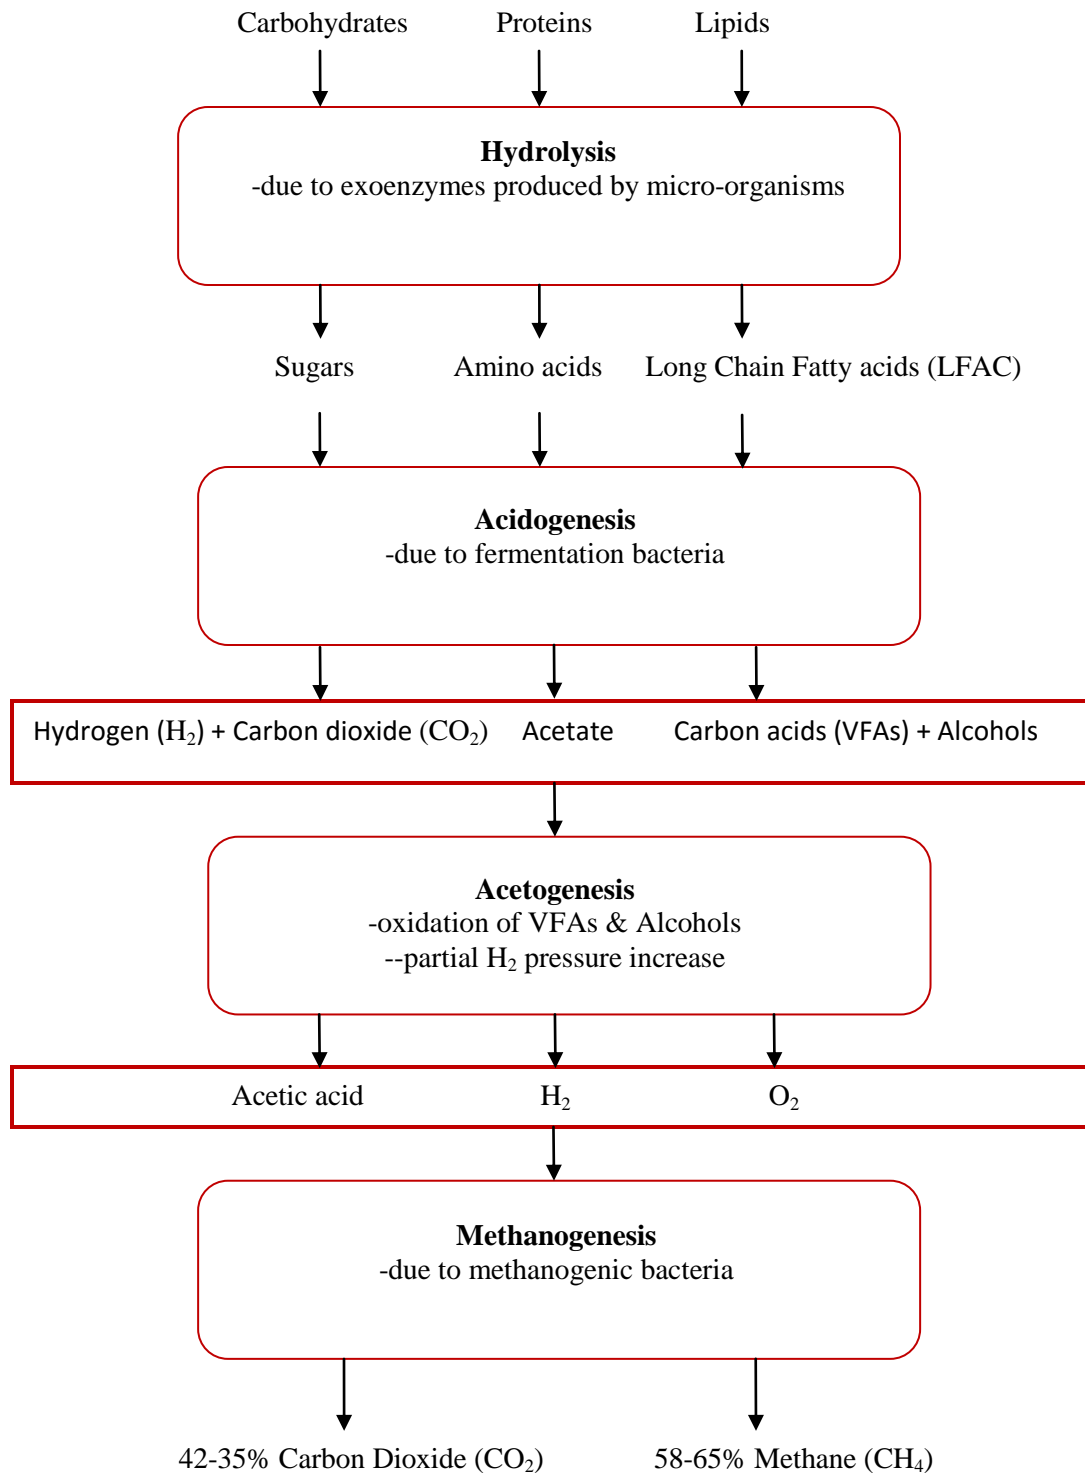 Carbohydrates Proteins Lipids
Hydrolysis
-due to exoenzymes produced by micro-organisms
Sugars Amino acids Long Chain Fatty acids (LFAC)
Acidogenesis
-due to fermentation bacteria
Hydrogen (H₂) + Carbon dioxide (CO₂) Acetate Carbon acids (VFAs) + Alcohols
Acetogenesis
-oxidation of VFAs & Alcohols
--partial H₂ pressure increase
Acetic acid H₂ O₂
Methanogenesis
-due to methanogenic bacteria
42-35% Carbon Dioxide (CO₂) 58-65% Methane (CH₄)